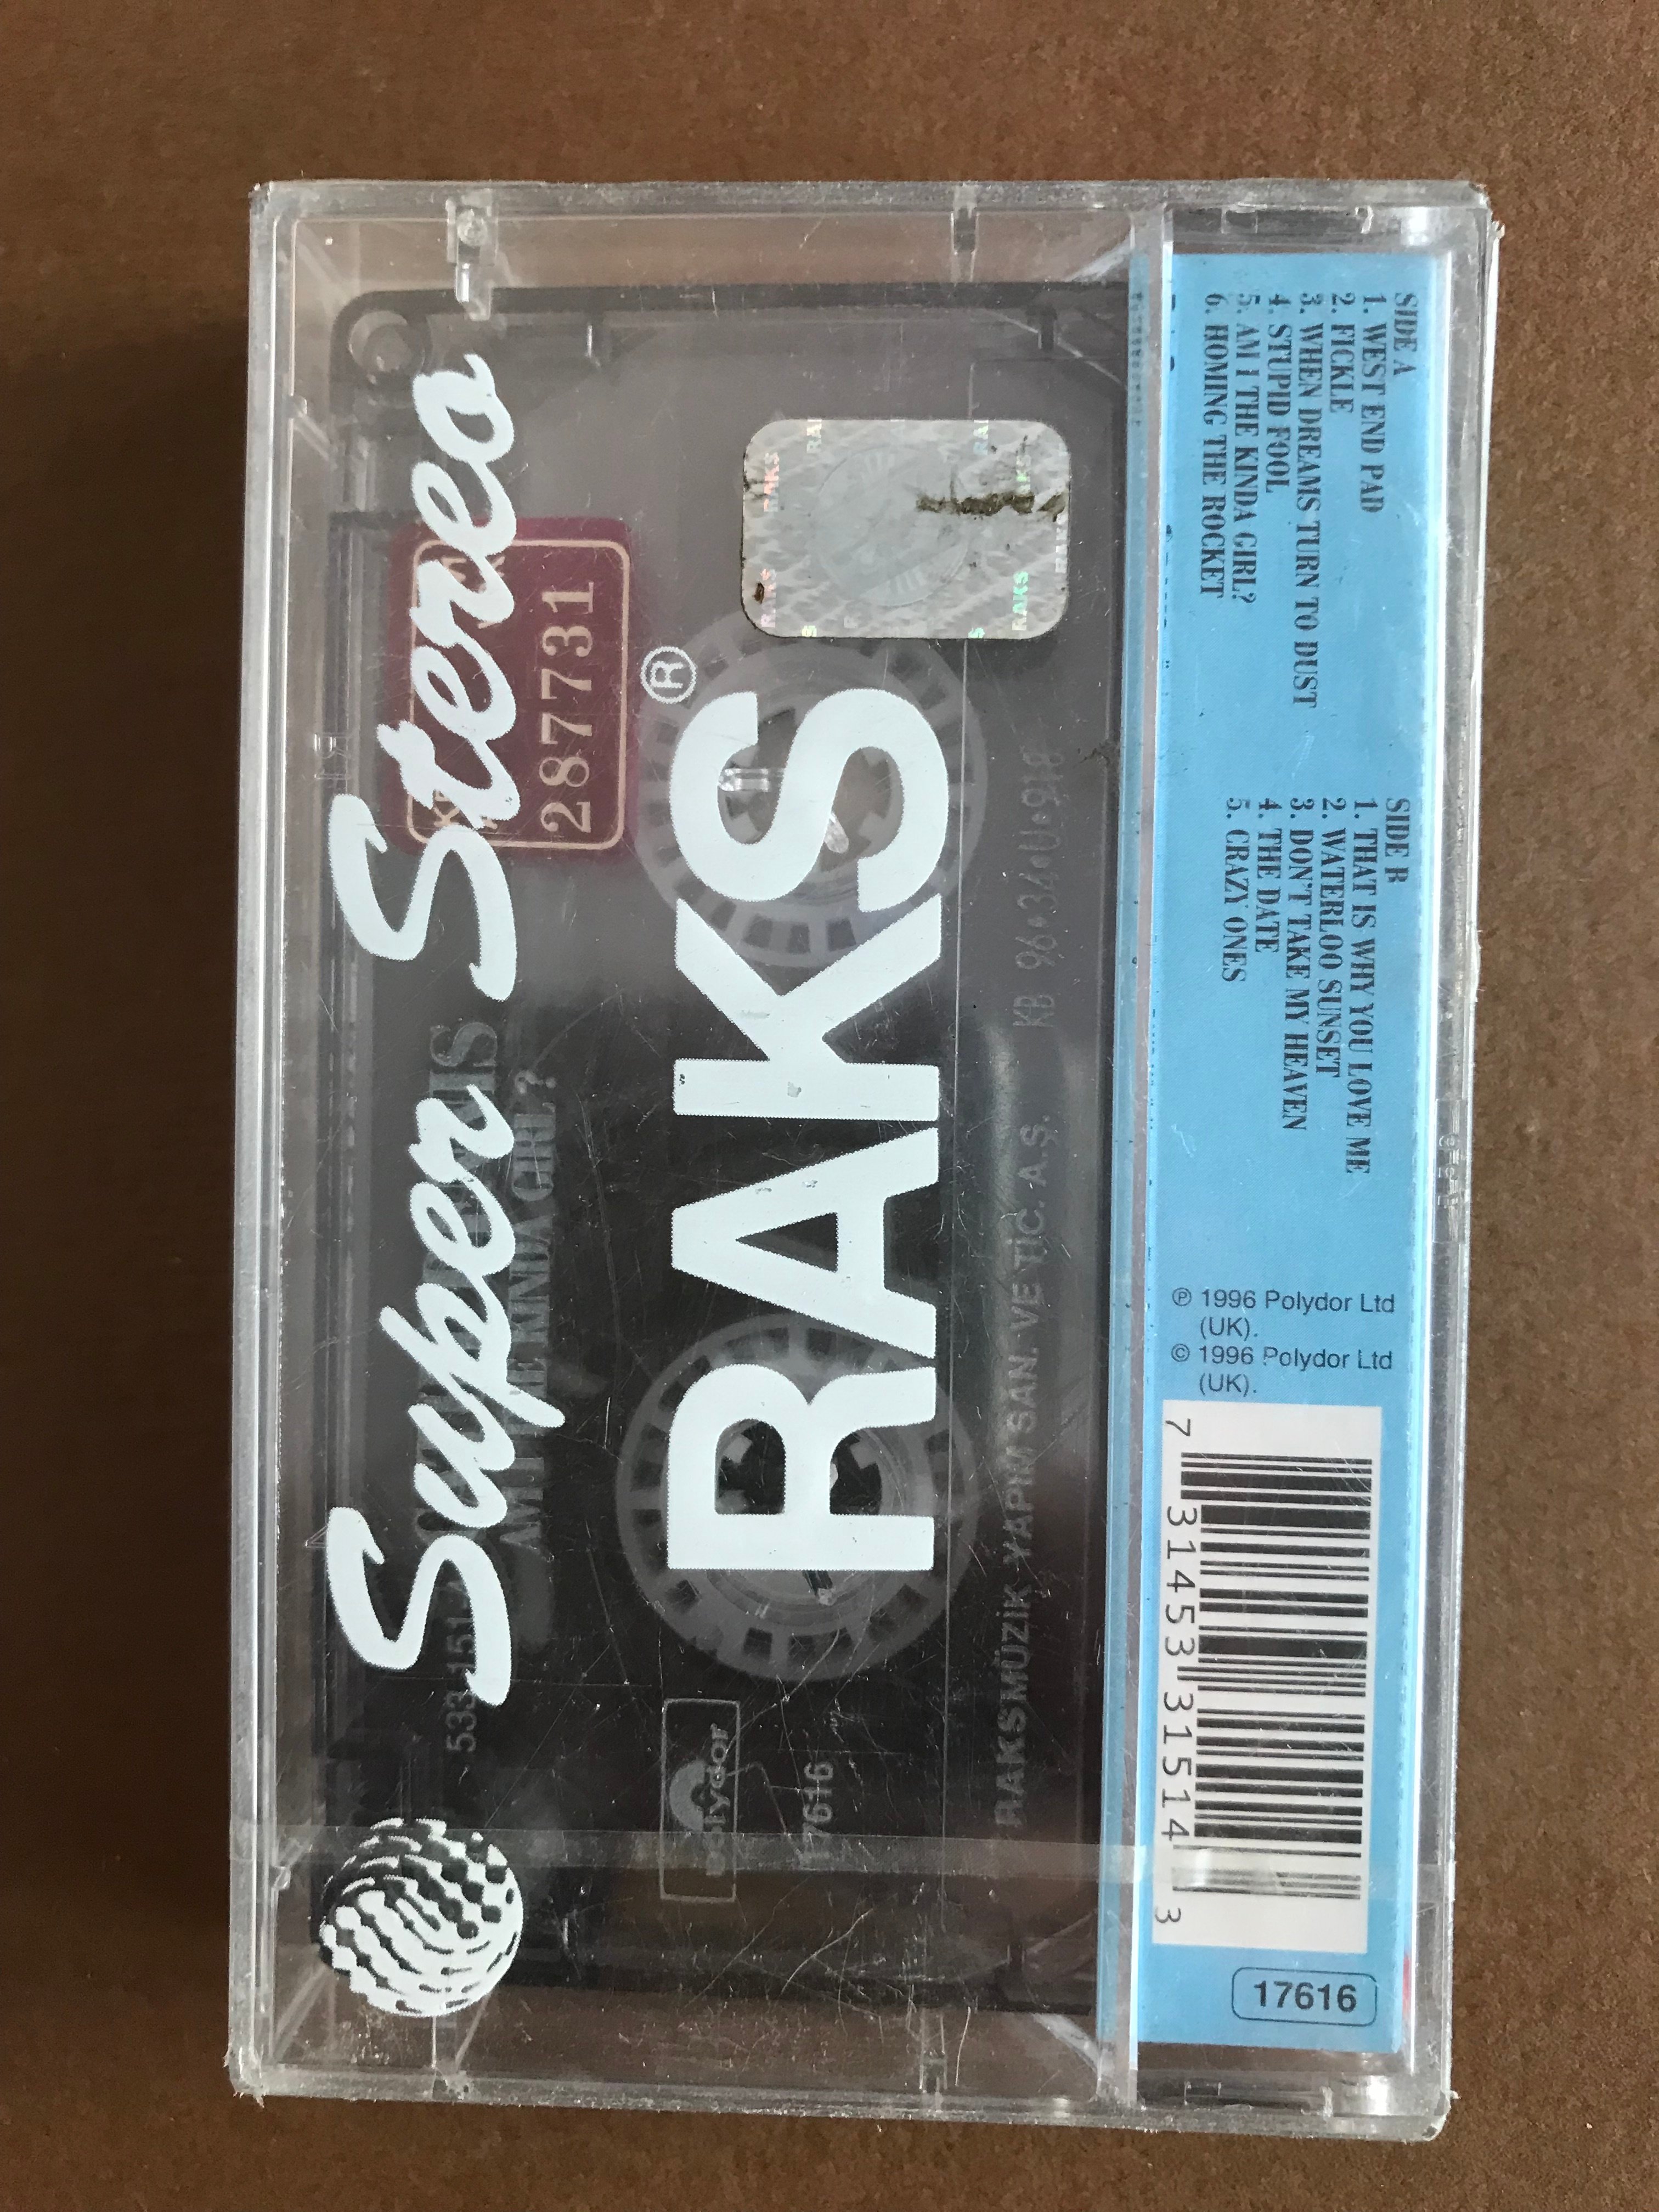 SIDE A
1. WEST END PAD
2. FICKLE
3. WHEN DREAMS TURN TO DUST
4. STUPID FOOL
5. AM I THE KINDA GIRL?
6. HOMING THE ROCKET
SIDE B
1. THAT IS WHY YOU LOVE ME
2. WATERLOO SUNSET
3. DON'T TAKE MY HEAVEN
4. THE DATE
5. CRAZY ONES
℗ 1996 Polydor Ltd
(UK).
© 1996 Polydor Ltd
(UK).
7 31453 31514 3
17616
Super Stereo
RAKS®
287731
AM I THE KINDA GIRL?
polydor
17616
RAKSMÜZİK YAPIM SAN. VE TİC. A.Ş. KB 96•34•U•918
RAKS
RAKS
RAKS